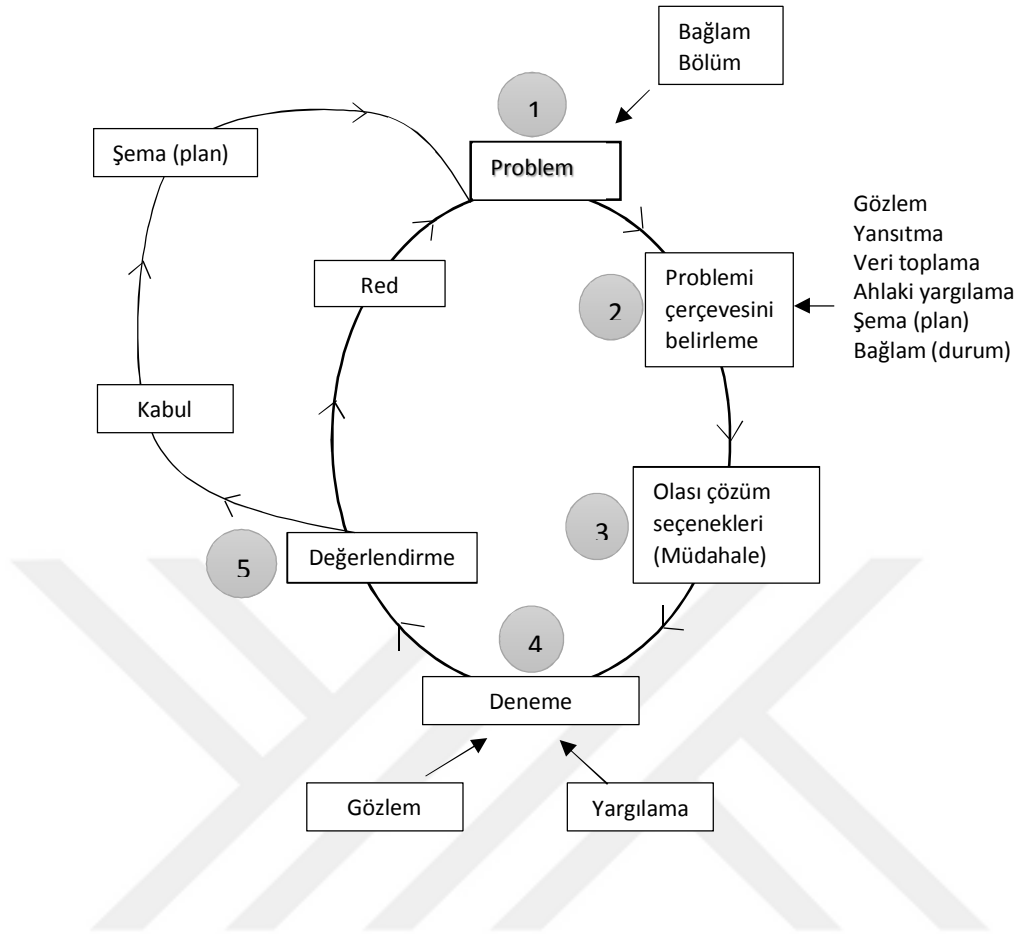 Bağlam
Bölüm
1
Problem
Şema (plan)
Red
2
Problemi
çerçevesini
belirleme
Gözlem
Yansıtma
Veri toplama
Ahlaki yargılama
Şema (plan)
Bağlam (durum)
Kabul
3
Olası çözüm
seçenekleri
(Müdahale)
5
Değerlendirme
4
Deneme
Gözlem
Yargılama